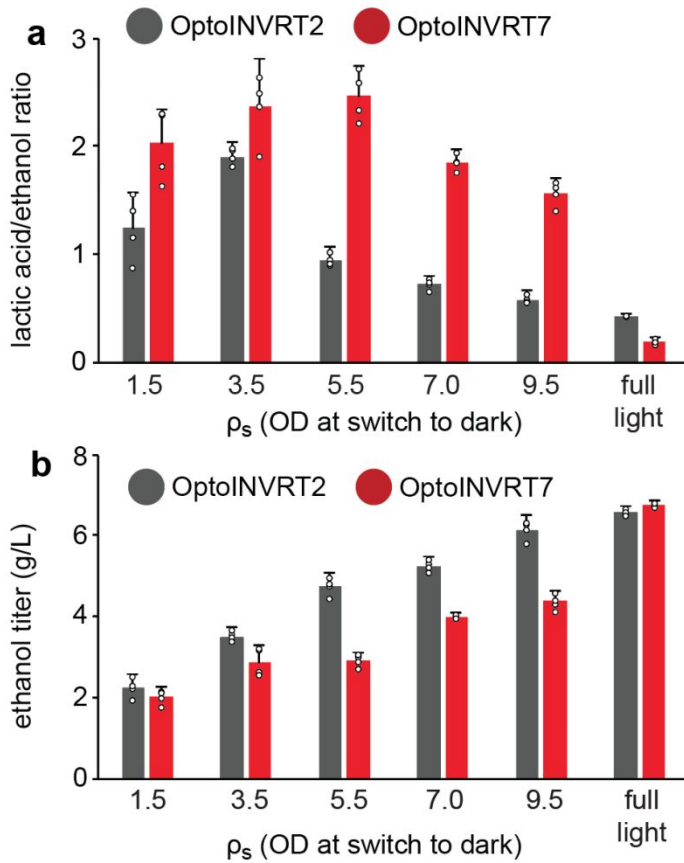 a
OptoINVRT2 OptoINVRT7
lactic acid/ethanol ratio
3
2
1
0
1.5 3.5 5.5 7.0 9.5 full
light
ρs (OD at switch to dark)
b
OptoINVRT2 OptoINVRT7
ethanol titer (g/L)
8
6
4
2
0
1.5 3.5 5.5 7.0 9.5 full
light
ρs (OD at switch to dark)